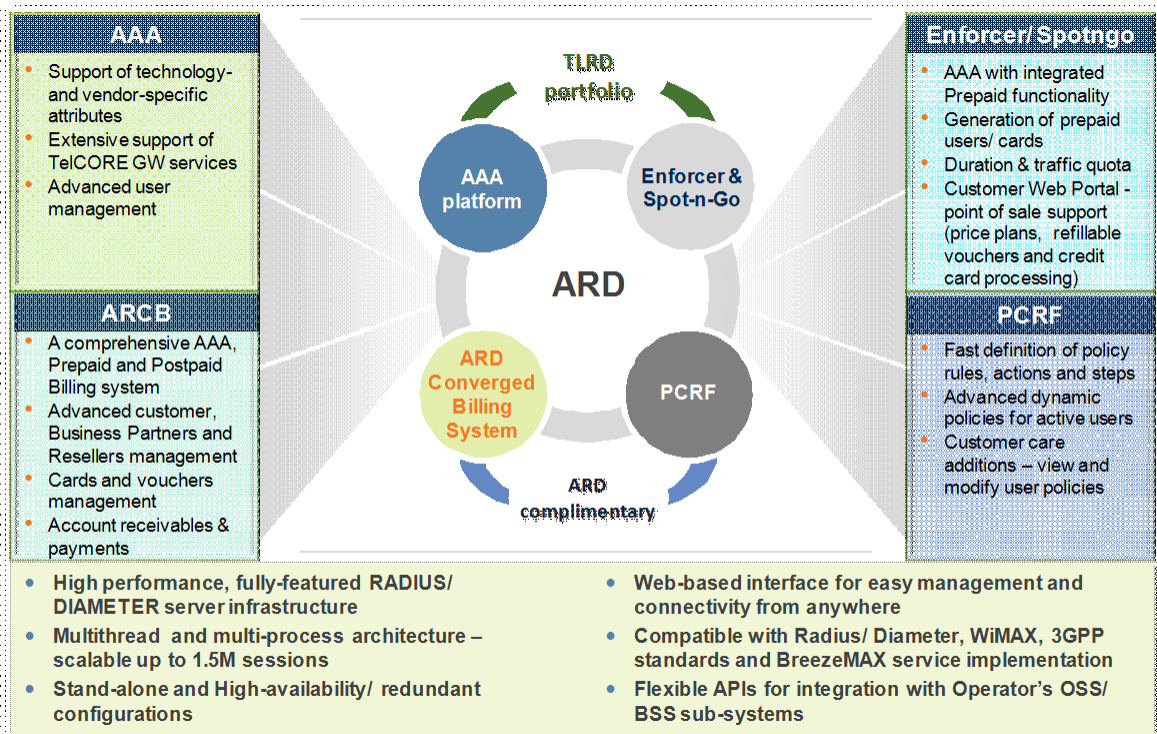 AAA
Support of technology-
and vendor-specific
attributes
Extensive support of
TelCORE GW services
Advanced user
management
ARCB
A comprehensive AAA,
Prepaid and Postpaid
Billing system
Advanced customer,
Business Partners and
Resellers management
Cards and vouchers
management
Account receivables &
payments
TLRD
portfolio
AAA
platform
Enforcer &
Spot-n-Go
ARD
ARD
Converged
Billing
System
PCRF
ARD
complimentary
Enforcer/Spotngo
AAA with integrated
Prepaid functionality
Generation of prepaid
users/ cards
Duration & traffic quota
Customer Web Portal -
point of sale support
(price plans, refillable
vouchers and credit
card processing)
PCRF
Fast definition of policy
rules, actions and steps
Advanced dynamic
policies for active users
Customer care
additions – view and
modify user policies
High performance, fully-featured RADIUS/
DIAMETER server infrastructure
Multithread and multi-process architecture –
scalable up to 1.5M sessions
Stand-alone and High-availability/ redundant
configurations
Web-based interface for easy management and
connectivity from anywhere
Compatible with Radius/ Diameter, WiMAX, 3GPP
standards and BreezeMAX service implementation
Flexible APIs for integration with Operator's OSS/
BSS sub-systems